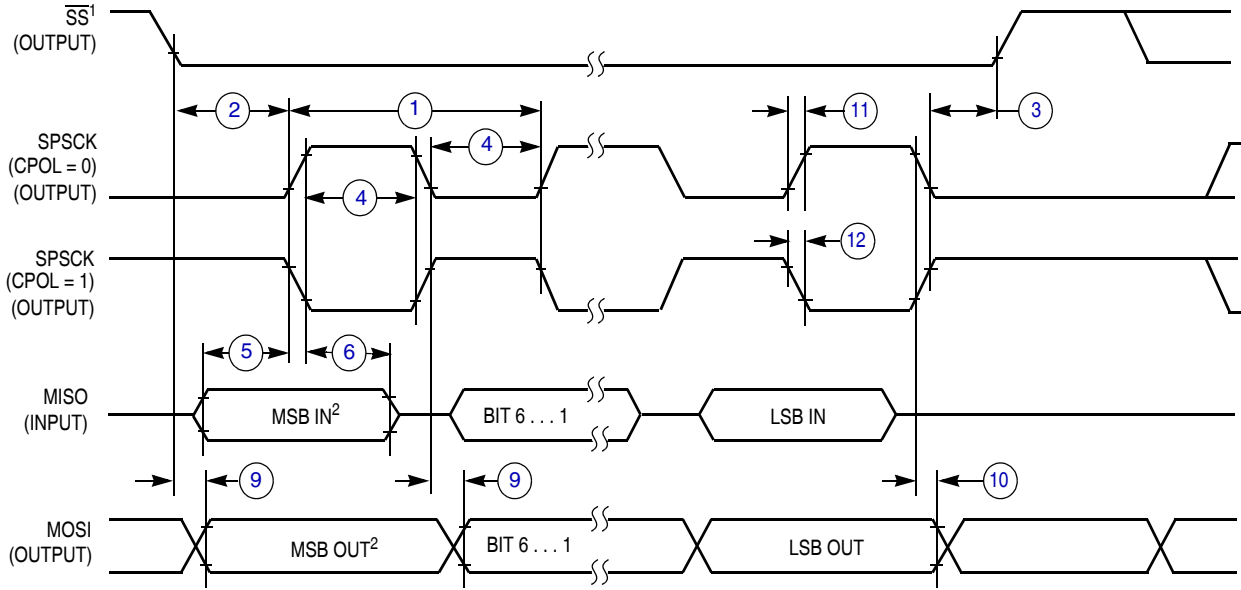 SS¹
(OUTPUT)
2
1
11
3
SPSCK
(CPOL = 0)
(OUTPUT)
4
4
12
SPSCK
(CPOL = 1)
(OUTPUT)
5
6
MISO
(INPUT)
MSB IN²
BIT 6 . . . 1
LSB IN
9
9
10
MOSI
(OUTPUT)
MSB OUT²
BIT 6 . . . 1
LSB OUT